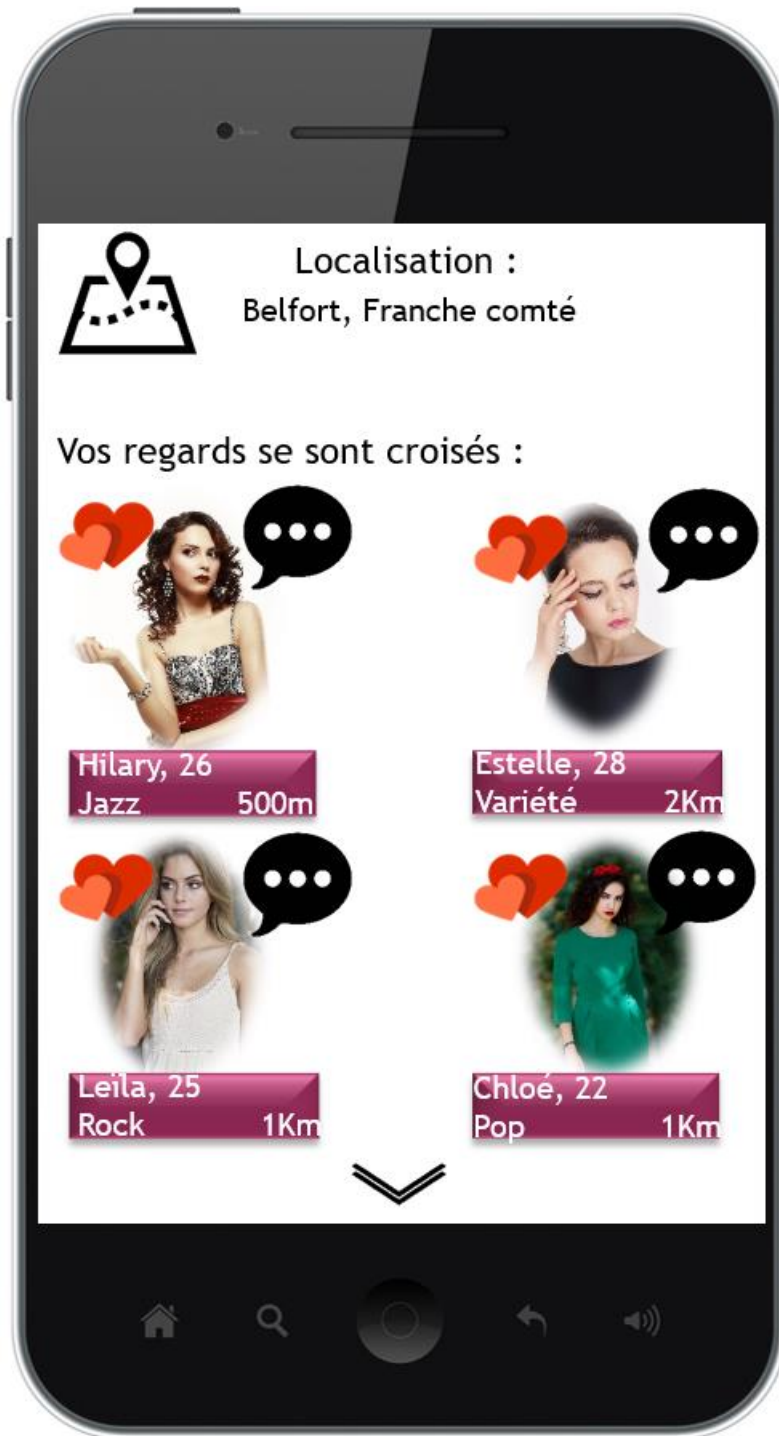 Localisation :
Belfort, Franche comté
Vos regards se sont croisés :
Hilary, 26
Jazz 500m
Estelle, 28
Variété 2Km
Leïla, 25
Rock 1Km
Chloé, 22
Pop 1Km